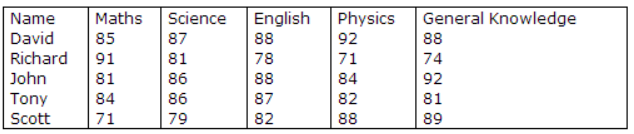 Name Maths Science English Physics General Knowledge
David 85 87 88 92 88
Richard 91 81 78 71 74
John 81 86 88 84 92
Tony 84 86 87 82 81
Scott 71 79 82 88 89